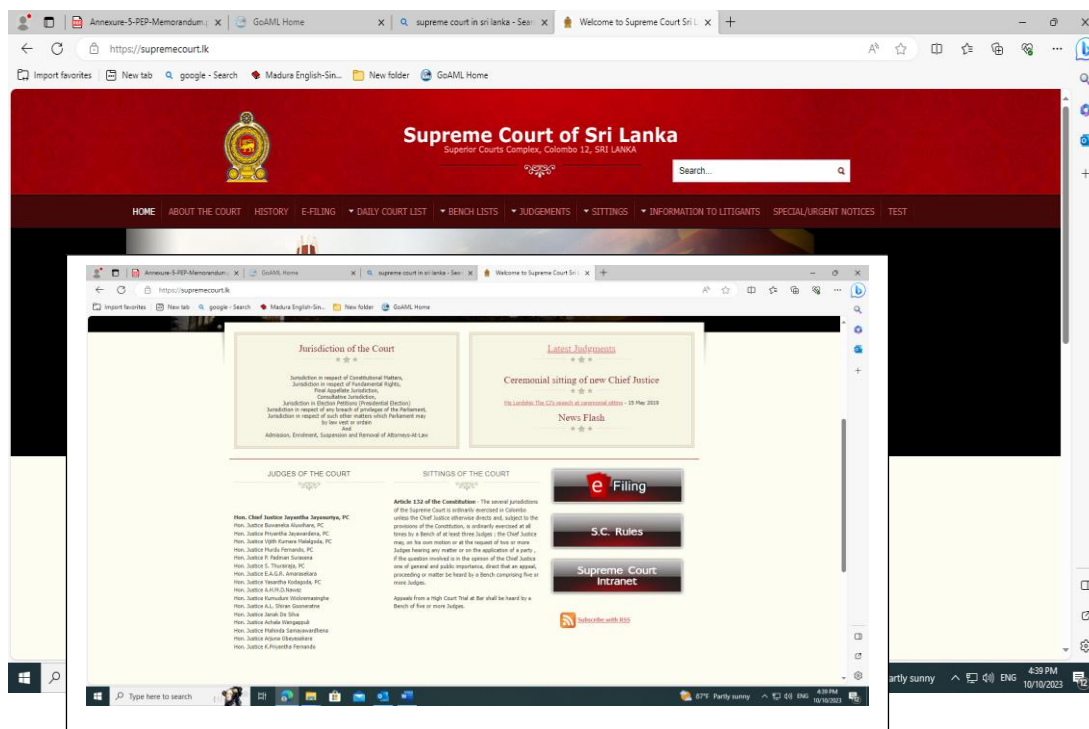 Annexure-5-PEP-Memorandum.p
GoAML Home
supreme court in sri lanka - Sear
Welcome to Supreme Court Sri L
https://supremecourt.lk
Import favorites
New tab
google - Search
Madura English-Sin...
New folder
GoAML Home
Supreme Court of Sri Lanka
Superior Courts Complex, Colombo 12, SRI LANKA
Search...
HOME ABOUT THE COURT HISTORY E-FILING DAILY COURT LIST BENCH LISTS JUDGEMENTS SITTINGS INFORMATION TO LITIGANTS SPECIAL/URGENT NOTICES TEST
Annexure-5-PEP-Memorandum.
GoAML Home
supreme court in sri lanka - Sear
Welcome to Supreme Court Sri L
https://supremecourt.lk
Import favorites
New tab
google - Search
Madura English-Sin...
New folder
GoAML Home
Jurisdiction of the Court
Jurisdiction in respect of Constitutional Matters,
Jurisdiction in respect of Fundamental Rights,
Final Appellate Jurisdiction,
Consultative Jurisdiction,
Jurisdiction in Election Petitions (Presidential Election)
Jurisdiction in respect of any breach of privileges of the Parliament,
Jurisdiction in respect of such other matters which Parliament may
by law vest or ordain
And
Admission, Enrolment, Suspension and Removal of Attorneys-At-Law
Latest Judgments
Ceremonial sitting of new Chief Justice
His Lordship The CJ's speech at ceremonial sitting - 15 May 2019
News Flash
JUDGES OF THE COURT
Hon. Chief Justice Jayantha Jayasuriya, PC
Hon. Justice Buwaneka Aluwihare, PC
Hon. Justice Priyantha Jayawardena, PC
Hon. Justice Vijith Kumara Malalgoda, PC
Hon. Justice Murdu Fernando, PC
Hon. Justice P. Padman Surasena
Hon. Justice S. Thurairaja, PC
Hon. Justice E.A.G.R. Amarasekara
Hon. Justice Yasantha Kodagoda, PC
Hon. Justice A.H.M.D.Nawaz
Hon. Justice Kumudini Wickremasinghe
Hon. Justice A.L. Shiran Gooneratne
Hon. Justice Janak De Silva
Hon. Justice Achala Wengappuli
Hon. Justice Mahinda Samayawardhena
Hon. Justice Arjuna Obeyesekere
Hon. Justice K.Priyantha Fernando
SITTINGS OF THE COURT
Article 132 of the Constitution - The several jurisdictions
of the Supreme Court is ordinarily exercised in Colombo
unless the Chief Justice otherwise directs and, subject to the
provisions of the Constitution, is ordinarily exercised at all
times by a Bench of at least three Judges ; the Chief Justice
may, on his own motion or at the request of two or more
Judges hearing any matter or on the application of a party ,
if the question involved is in the opinion of the Chief Justice
one of general and public importance, direct that an appeal,
proceeding or matter be heard by a Bench comprising five or
more Judges.
Appeals from a High Court Trial at Bar shall be heard by a
Bench of five or more Judges.
e Filing
S.C. Rules
Supreme Court
Intranet
Subscribe with RSS
Type here to search
87°F Partly sunny
ENG
4:39 PM
10/10/2023
artly sunny
ENG
4:39 PM
10/10/2023
12